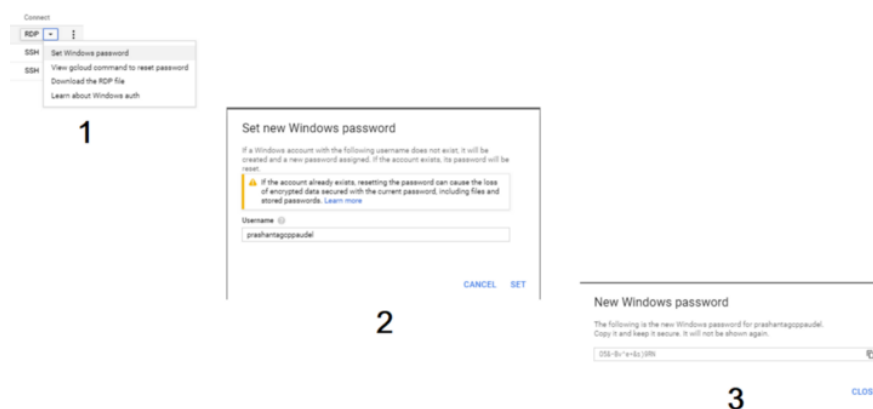 Connect
RDP
SSH Set Windows password
View gcloud command to reset password
SSH
Download the RDP file
Learn about Windows auth
1
Set new Windows password
If a Windows account with the following username does not exist, it will be
created and a new password assigned. If the account exists, its password will be
reset.
If the account already exists, resetting the password can cause the loss
of encrypted data secured with the current password, including files and
stored passwords. Learn more
Username
prashantagcppaudel
CANCEL SET
2
New Windows password
The following is the new Windows password for prashantagcppaudel.
Copy it and keep it secure. It will not be shown again.
CLOS
3